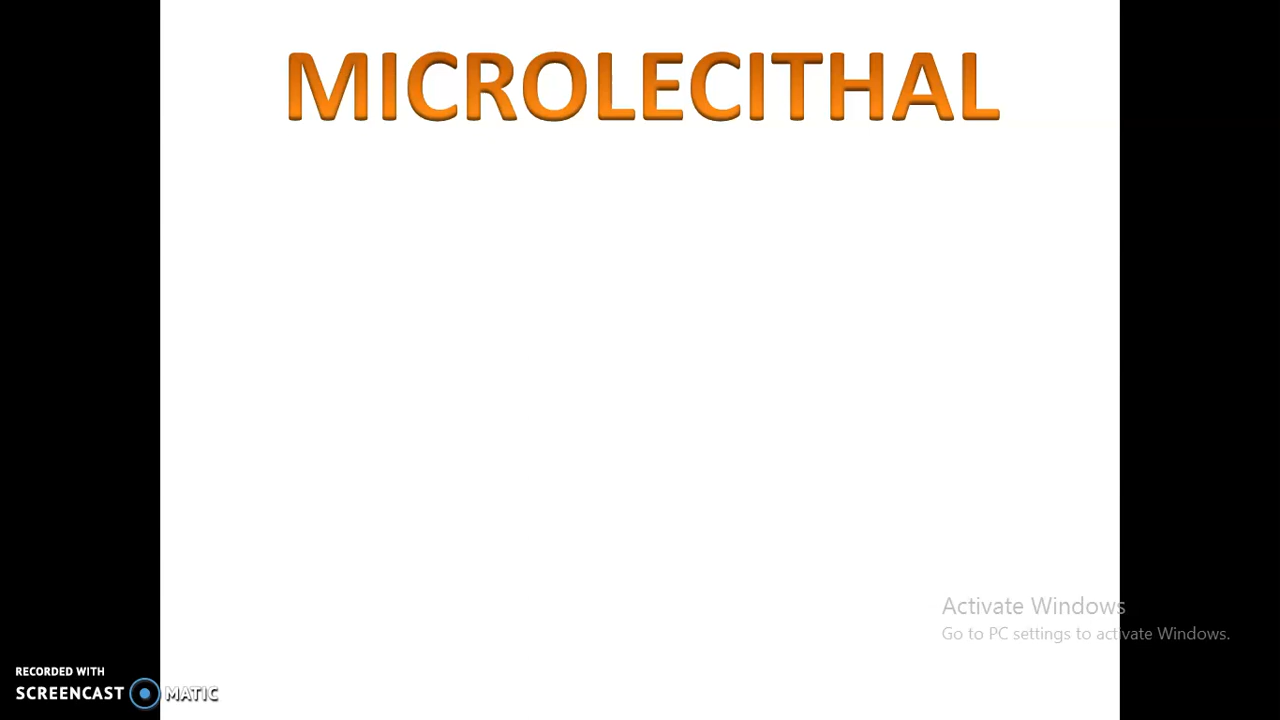 MICROLECITHAL
Activate Windows
Go to PC settings to activate Windows.
RECORDED WITH
SCREENCAST MATIC